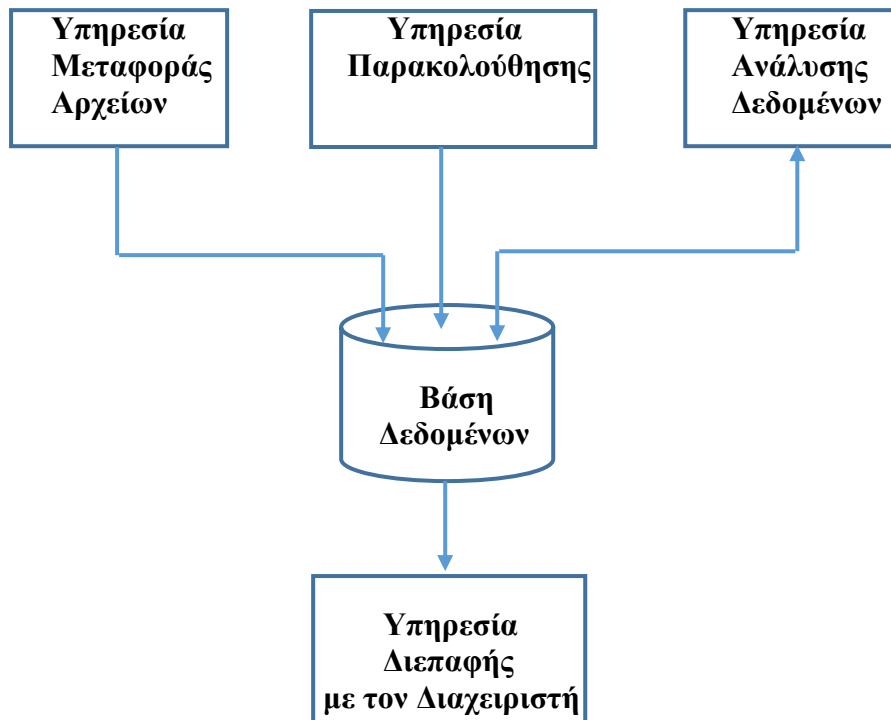 Υπηρεσία
Μεταφοράς
Αρχείων
Υπηρεσία
Παρακολούθησης
Υπηρεσία
Ανάλυσης
Δεδομένων
Βάση
Δεδομένων
Υπηρεσία
Διεπαφής
με τον Διαχειριστή